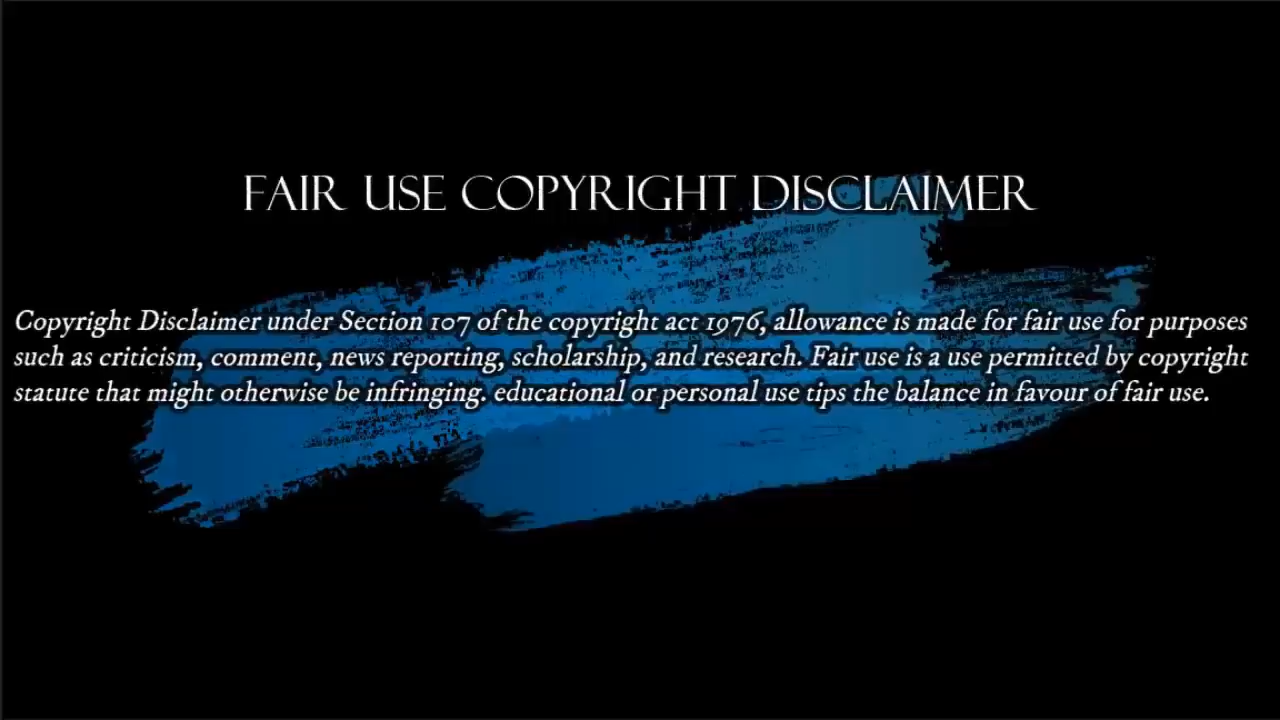 FAIR USE COPYRIGHT DISCLAIMER
Copyright Disclaimer under Section 107 of the copyright act 1976, allowance is made for fair use for purposes
such as criticism, comment, news reporting, scholarship, and research. Fair use is a use permitted by copyright
statute that might otherwise be infringing. educational or personal use tips the balance in favour of fair use.